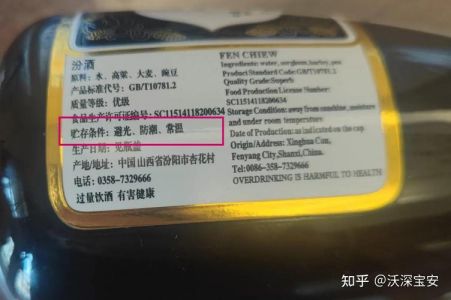 汾酒
原料: 水、高粱、大麦、豌豆
产品标准代号: GB/T10781.2
质量等级: 优级
食品生产许可证编号: SC11514118200634
贮存条件: 避光、防潮、常温
生产日期: 见瓶盖
产地/地址: 中国山西省汾阳市杏花村
电话: 0358-7329666
过量饮酒 有害健康
FEN CHIEW
Ingredients: water, sorghum, barley, pea
Product Standard Code:GB/T10781.2
Quality Grade:Superb
Food Production License Number:
SC11514118200634
Storage Condition: away from sunshine, moisture
and under room temperature
Date of Production: as indicated on the cap
Origin/Address: Xinghua Cun,
Fenyang City,Shanxi,China.
Tel:0086-358-7329666
OVERDRINKING IS HARMFUL TO HEALTH
知乎 @沃深宝安